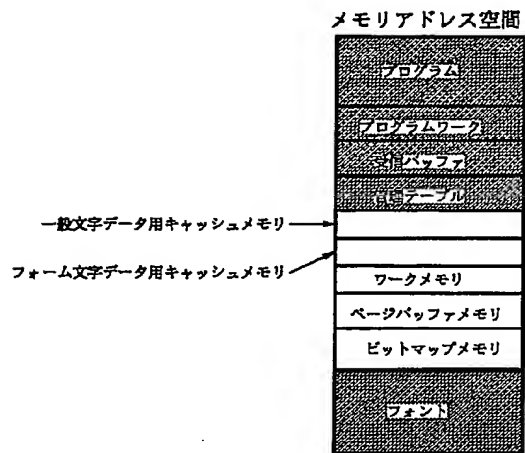 メモリアドレス空間
プログラム
プログラムワーク
受信バッファ
テーブル
一般文字データ用キャッシュメモリ
フォーム文字データ用キャッシュメモリ
ワークメモリ
ページバッファメモリ
ビットマップメモリ
フォント